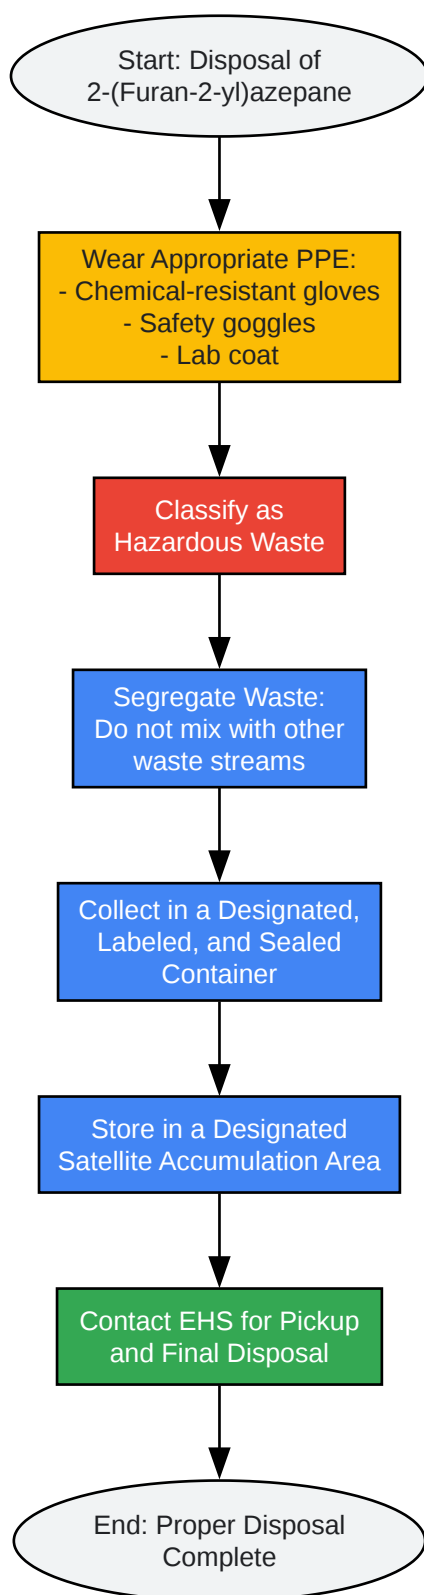 Start: Disposal of
2-(Furan-2-yl)azepane
Wear Appropriate PPE:
- Chemical-resistant gloves
- Safety goggles
- Lab coat
Classify as
Hazardous Waste
Segregate Waste:
Do not mix with other
waste streams
Collect in a Designated,
Labeled, and Sealed
Container
Store in a Designated
Satellite Accumulation Area
Contact EHS for Pickup
and Final Disposal
End: Proper Disposal
Complete